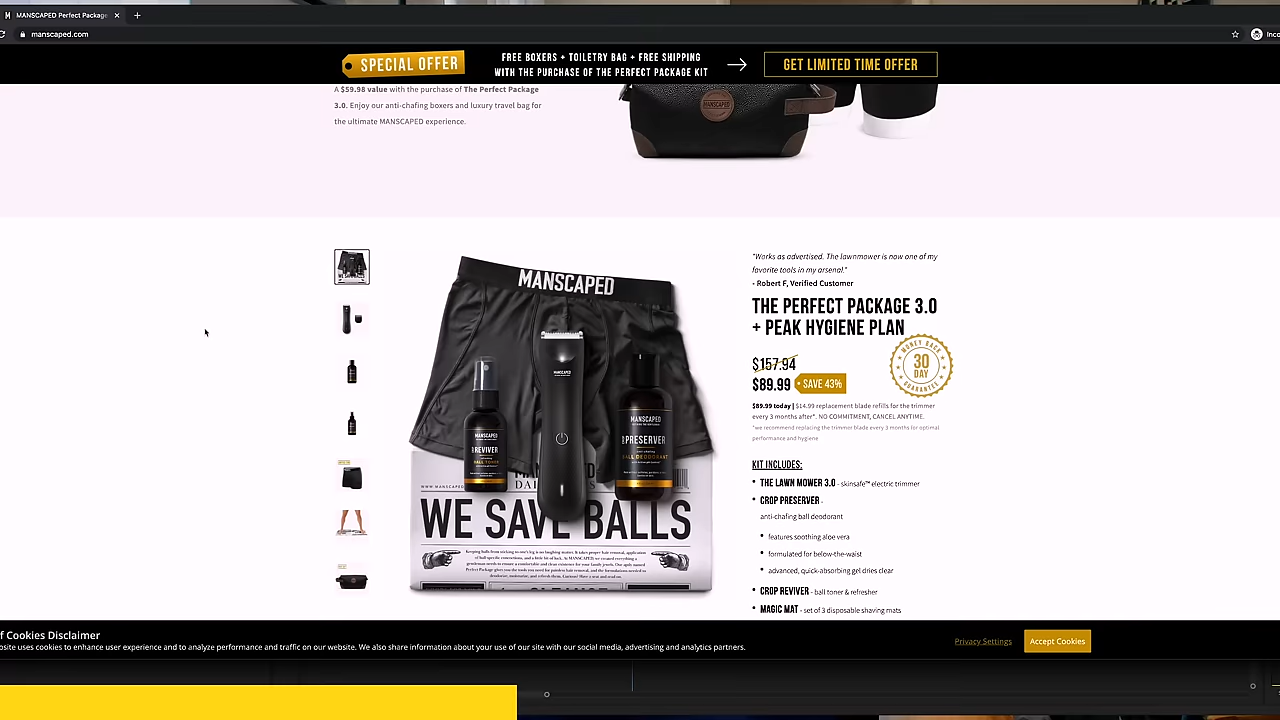 MANSCAPED Perfect Package
manscaped.com
SPECIAL OFFER
FREE BOXERS + TOILETRY BAG + FREE SHIPPING
WITH THE PURCHASE OF THE PERFECT PACKAGE KIT
GET LIMITED TIME OFFER
A $59.98 value with the purchase of The Perfect Package
3.0. Enjoy our anti-chafing boxers and luxury travel bag for
the ultimate MANSCAPED experience.
MANSCAPED
"Works as advertised. The lawnmower is now one of my
favorite tools in my arsenal."
- Robert F, Verified Customer
THE PERFECT PACKAGE 3.0
+ PEAK HYGIENE PLAN
$157.94
$89.99 SAVE 43%
MONEY BACK
30
DAY
GUARANTEE
$89.99 today | $14.99 replacement blade refills for the trimmer
every 3 months after*. NO COMMITMENT, CANCEL ANYTIME.
*we recommend replacing the trimmer blade every 3 months for optimal
performance and hygiene
KIT INCLUDES:
THE LAWN MOWER 3.0 - skinsafe™ electric trimmer
CROP PRESERVER -
anti-chafing ball deodorant
features soothing aloe vera
formulated for below-the-waist
advanced, quick-absorbing gel dries clear
CROP REVIVER - ball toner & refresher
MAGIC MAT - set of 3 disposable shaving mats
MANSCAPED
MANSCAPED
MANSCAPED
REVIVER
BALL TONER
MANSCAPED
PRESERVER
BALL DEODORANT
MANSCAPED
WE SAVE BALLS
Cookies Disclaimer
site uses cookies to enhance user experience and to analyze performance and traffic on our website. We also share information about your use of our site with our social media, advertising and analytics partners.
Privacy Settings
Accept Cookies